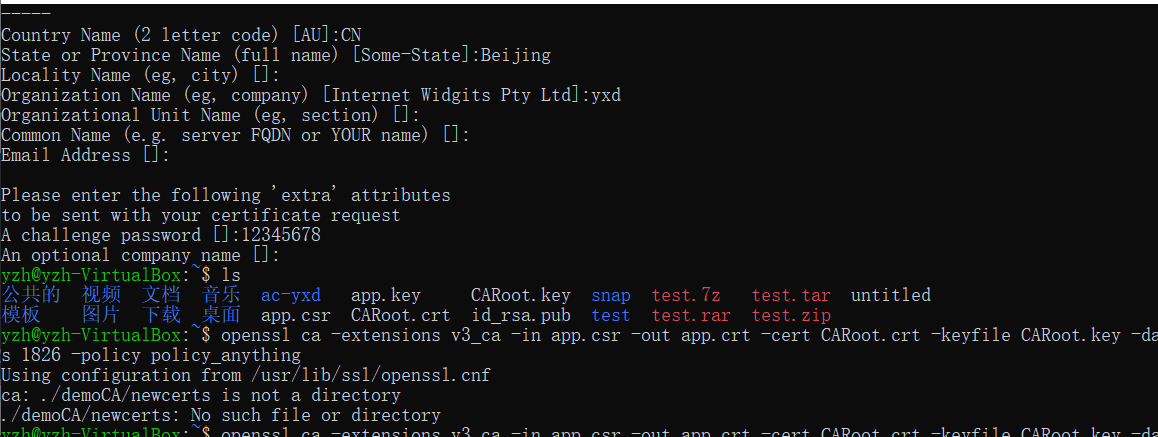 -----
Country Name (2 letter code) [AU]:CN
State or Province Name (full name) [Some-State]:Beijing
Locality Name (eg, city) []:
Organization Name (eg, company) [Internet Widgits Pty Ltd]:yxd
Organizational Unit Name (eg, section) []:
Common Name (e.g. server FQDN or YOUR name) []:
Email Address []:
Please enter the following 'extra' attributes
to be sent with your certificate request
A challenge password []:12345678
An optional company name []:
yzh@yzh-VirtualBox:~$ ls
公共的 视频 文档 音乐 ac-yxd app.key CARoot.key snap test.7z test.tar untitled
模板 图片 下载 桌面 app.csr CARoot.crt id_rsa.pub test test.rar test.zip
yzh@yzh-VirtualBox:~$ openssl ca -extensions v3_ca -in app.csr -out app.crt -cert CARoot.crt -keyfile CARoot.key -da
s 1826 -policy policy_anything
Using configuration from /usr/lib/ssl/openssl.cnf
ca: ./demoCA/newcerts is not a directory
./demoCA/newcerts: No such file or directory
yzh@yzh-VirtualBox:~$ openssl ca -extensions v3_ca -in app.csr -out app.crt -cert CARoot.crt -keyfile CARoot.key -da